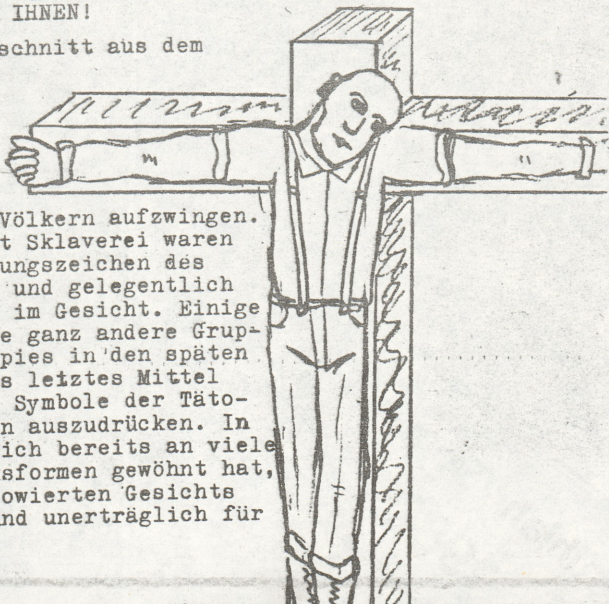 IHNEN!
schnitt aus dem
Völkern aufzwingen.
t Sklaverei waren
ungszeichen des
und gelegentlich
im Gesicht. Einige
e ganz andere Grup-
pies in den späten
s letztes Mittel
Symbole der Täto-
n auszudrücken. In
ich bereits an viele
sformen gewöhnt hat,
owierten Gesichts
nd unerträglich für